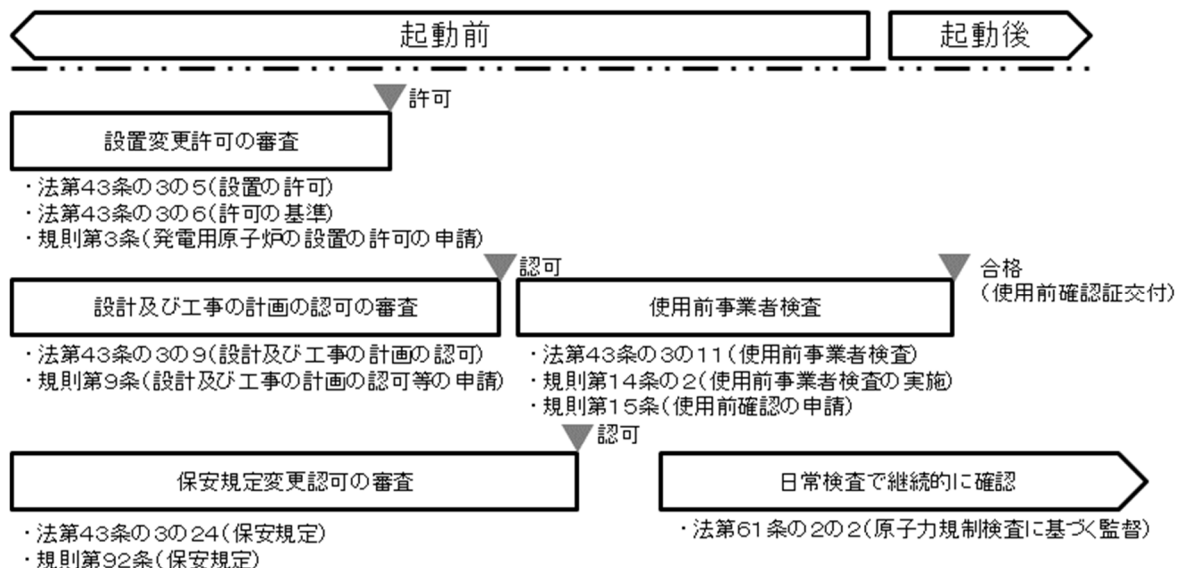 起動前
起動後
許可
設置変更許可の審査
・法第43条の3の5(設置の許可)
・法第43条の3の6(許可の基準)
・規則第3条(発電用原子炉の設置の許可の申請)
認可
設計及び工事の計画の認可の審査
・法第43条の3の9(設計及び工事の計画の認可)
・規則第9条(設計及び工事の計画の認可等の申請)
使用前事業者検査
合格
(使用前確認証交付)
・法第43条の3の11(使用前事業者検査)
・規則第14条の2(使用前事業者検査の実施)
・規則第15条(使用前確認の申請)
認可
保安規定変更認可の審査
・法第43条の3の24(保安規定)
・規則第92条(保安規定)
日常検査で継続的に確認
・法第61条の2の2(原子力規制検査に基づく監督)